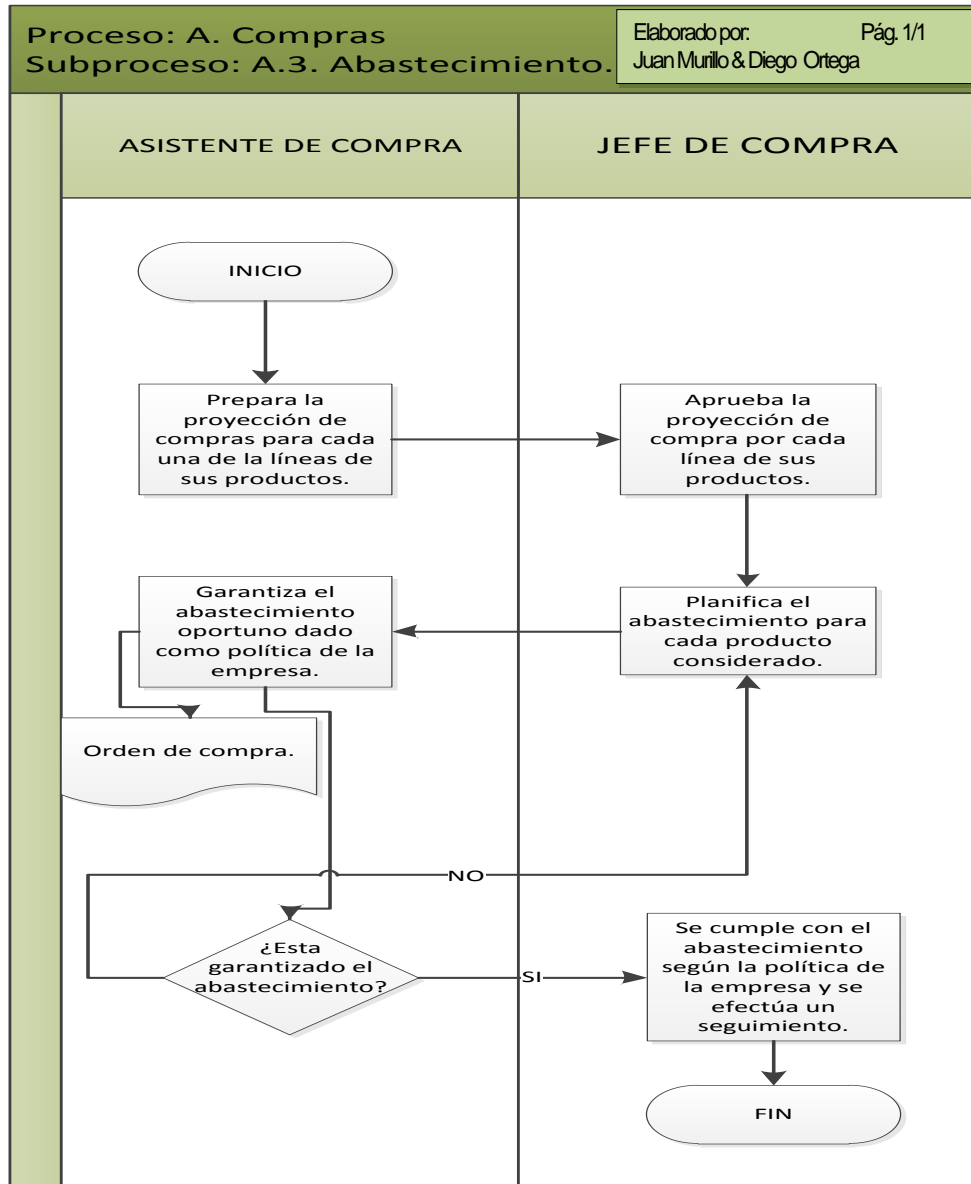 Proceso: A. Compras
Subproceso: A.3. Abastecimiento.
Elaborado por: Pág. 1/1
Juan Murillo & Diego Ortega
ASISTENTE DE COMPRA
JEFE DE COMPRA
INICIO
Prepara la
proyección de
compras para cada
una de la líneas de
sus productos.
Aprueba la
proyección de
compra por cada
línea de sus
productos.
Garantiza el
abastecimiento
oportuno dado
como política de la
empresa.
Planifica el
abastecimiento para
cada producto
considerado.
Orden de compra.
NO
¿Esta
garantizado el
abastecimiento?
SI
Se cumple con el
abastecimiento
según la política de
la empresa y se
efectúa un
seguimiento.
FIN